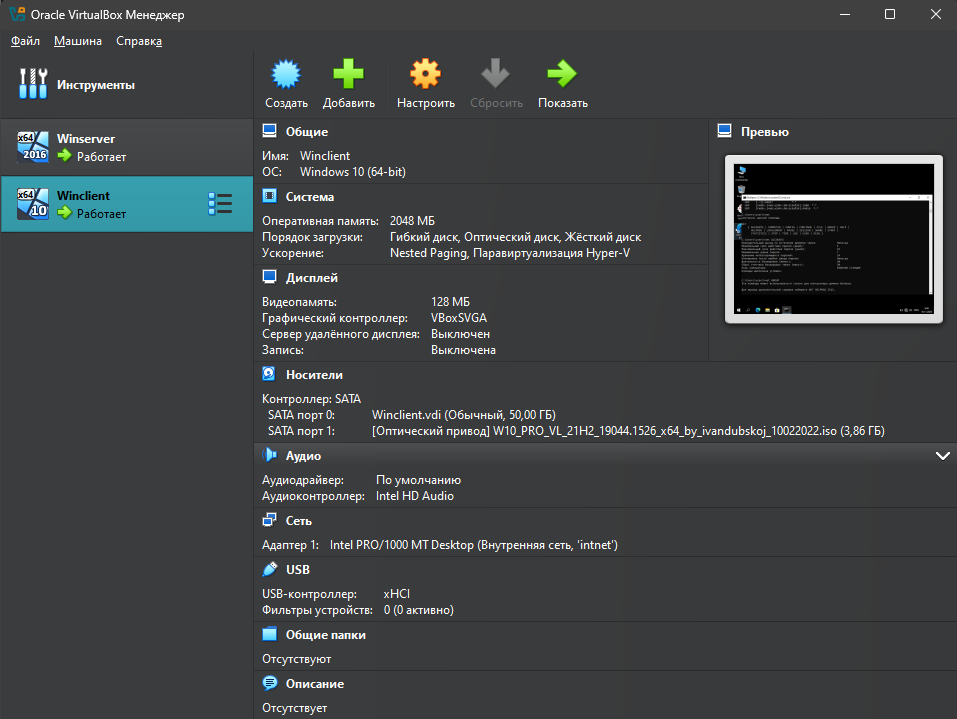 Oracle VirtualBox Менеджер
Файл Машина Справка
Инструменты
Создать Добавить Настроить Сбросить Показать
x64 2016 Winserver
Работает
x64 10 Winclient
Работает
Общие
Имя: Winclient
ОС: Windows 10 (64-bit)
Превью
Система
Оперативная память: 2048 МБ
Порядок загрузки: Гибкий диск, Оптический диск, Жёсткий диск
Ускорение: Nested Paging, Паравиртуализация Hyper-V
Дисплей
Видеопамять: 128 МБ
Графический контроллер: VBoxSVGA
Сервер удалённого дисплея: Выключен
Запись: Выключена
Носители
Контроллер: SATA
SATA порт 0: Winclient.vdi (Обычный, 50,00 ГБ)
SATA порт 1: [Оптический привод] W10_PRO_VL_21H2_19044.1526_x64_by_ivandubskoj_10022022.iso (3,86 ГБ)
Аудио
Аудиодрайвер: По умолчанию
Аудиоконтроллер: Intel HD Audio
Сеть
Адаптер 1: Intel PRO/1000 MT Desktop (Внутренняя сеть, 'intnet')
USB
USB-контроллер: xHCI
Фильтры устройств: 0 (0 активно)
Общие папки
Отсутствуют
Описание
Отсутствует